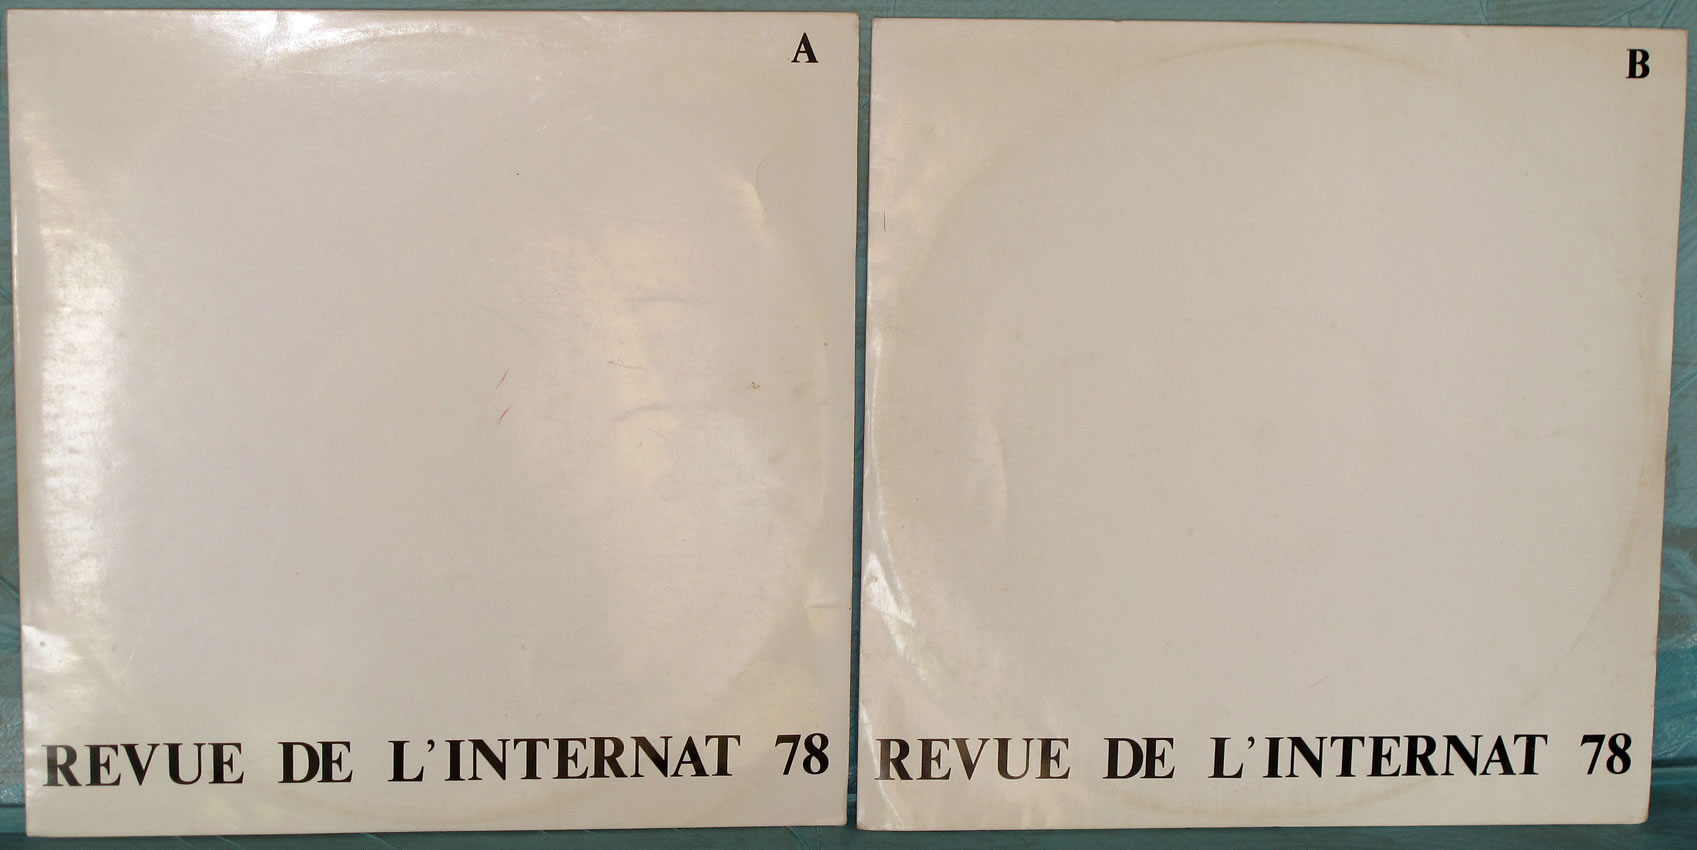 A
REVUE DE L'INTERNAT 78
B
REVUE DE L'INTERNAT 78